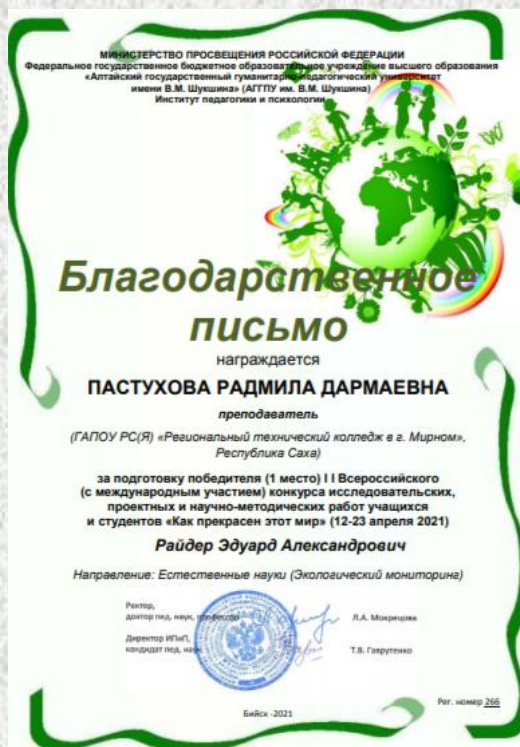 МИНИСТЕРСТВО ПРОСВЕЩЕНИЯ РОССИЙСКОЙ ФЕДЕРАЦИИ
Федеральное государственное бюджетное образовательное учреждение высшего образования
«Алтайский государственный гуманитарно-педагогический университет
имени В.М. Шукшина» (АГГПУ им. В.М. Шукшина)
Институт педагогики и психологии
Благодарственное
письмо
награждается
ПАСТУХОВА РАДМИЛА ДАРМАЕВНА
преподаватель
(ГАПОУ РС(Я) «Региональный технический колледж в г. Мирном»,
Республика Саха)
за подготовку победителя (1 место) I I Всероссийского
(с международным участием) конкурса исследовательских,
проектных и научно-методических работ учащихся
и студентов «Как прекрасен этот мир» (12-23 апреля 2021)
Райдер Эдуард Александрович
Направление: Естественные науки (Экологический мониторинг)
Ректор,
доктор пед. наук, профессор Л.А. Мокрецова
Директор ИПиП,
кандидат пед. наук Т.В. Гаврутенко
Рег. номер 266
Бийск -2021